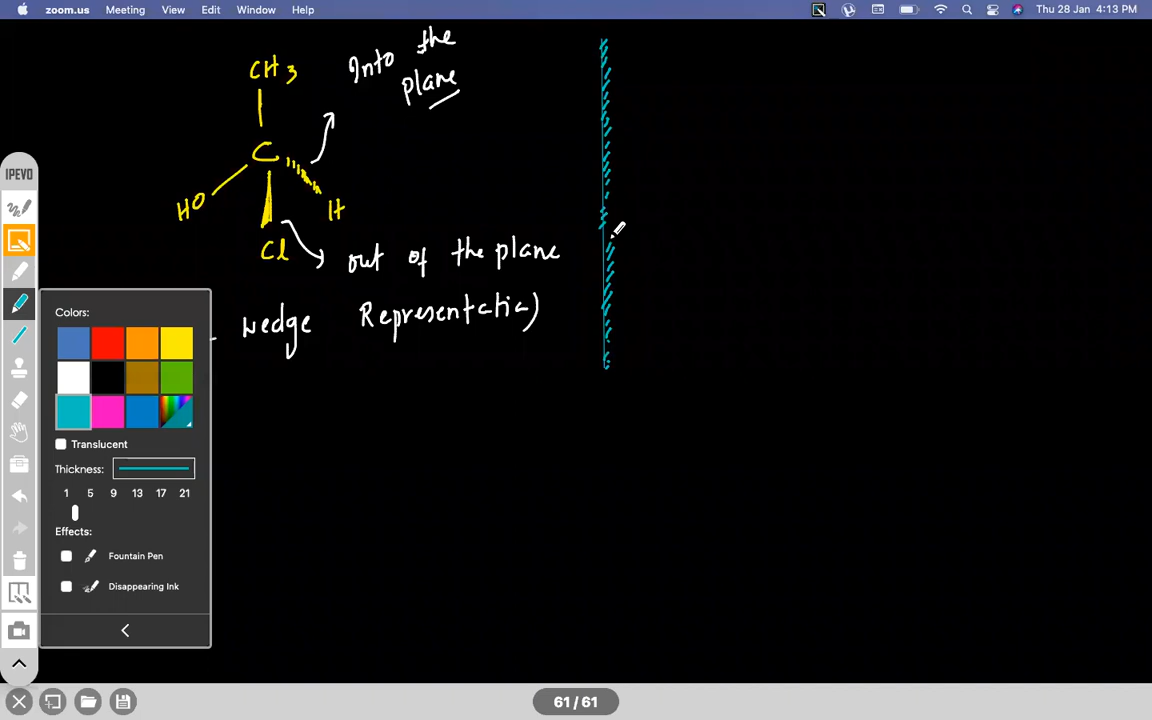 zoom.us Meeting View Edit Window Help Thu 28 Jan 4:13 PM
CH3
Into the
plane
C
HO
H
Cl
out of the plane
wedge Representation)
IPEVO
Colors:
Translucent
Thickness:
1 5 9 13 17 21
Effects:
Fountain Pen
Disappearing Ink
61 / 61